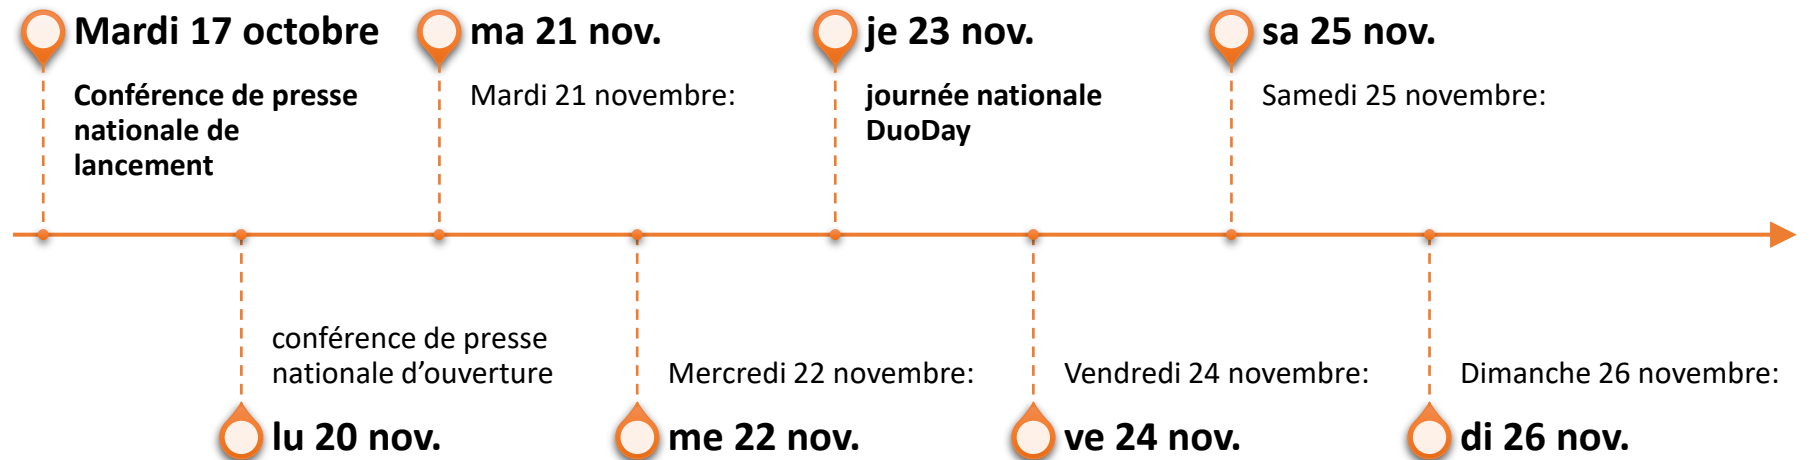 Mardi 17 octobre
Conférence de presse
nationale de
lancement
ma 21 nov.
Mardi 21 novembre:
je 23 nov.
journée nationale
DuoDay
sa 25 nov.
Samedi 25 novembre:
conférence de presse
nationale d’ouverture
lu 20 nov.
Mercredi 22 novembre:
me 22 nov.
Vendredi 24 novembre:
ve 24 nov.
Dimanche 26 novembre:
di 26 nov.